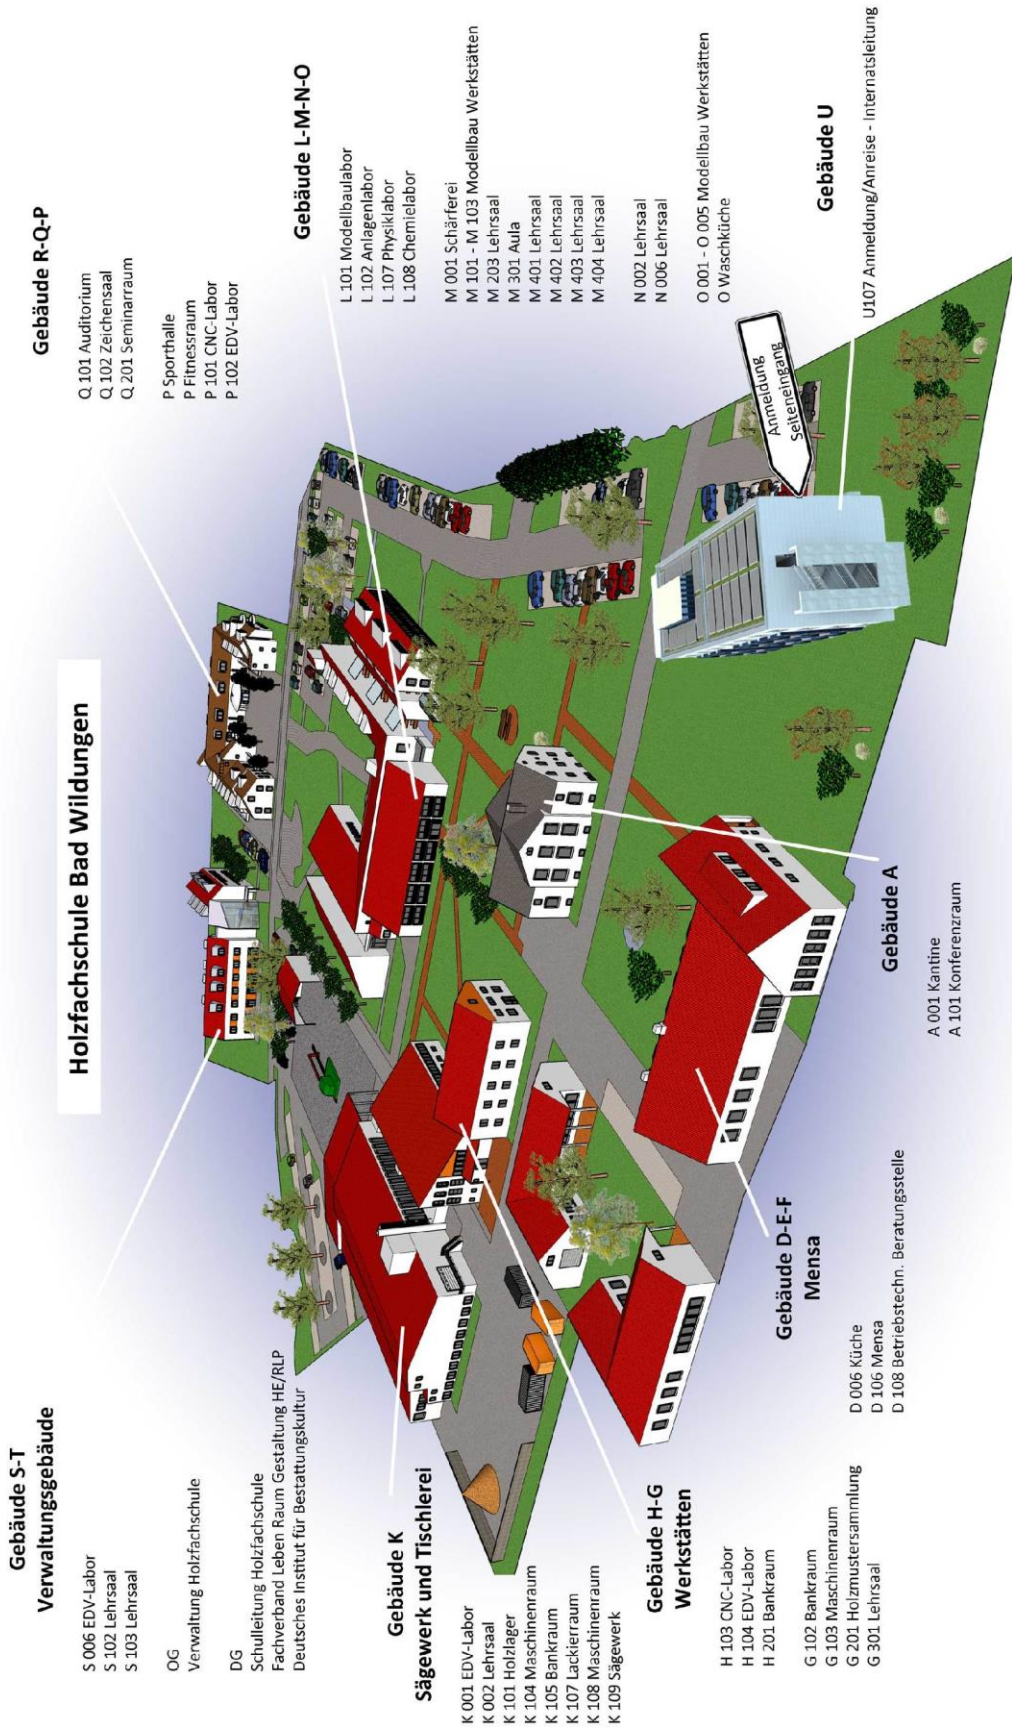 Holzfachschule Bad Wildungen
Gebäude S-T
Verwaltungsgebäude
S 006 EDV-Labor
S 102 Lehrsaal
S 103 Lehrsaal
OG
Verwaltung Holzfachschule
DG
Schulleitung Holzfachschule
Fachverband Leben Raum Gestaltung HE/RLP
Deutsches Institut für Bestattungskultur
Gebäude R-Q-P
Q 101 Auditorium
Q 102 Zeichensaal
Q 201 Seminarraum
P Sporthalle
P Fitnessraum
P 101 CNC-Labor
P 102 EDV-Labor
Gebäude L-M-N-O
L 101 Modellbaulabor
L 102 Anlagenlabor
L 107 Physiklabor
L 108 Chemielabor
M 001 Schärferei
M 101 - M 103 Modellbau Werkstätten
M 203 Lehrsaal
M 301 Aula
M 401 Lehrsaal
M 402 Lehrsaal
M 403 Lehrsaal
M 404 Lehrsaal
N 002 Lehrsaal
N 006 Lehrsaal
O 001 - O 005 Modellbau Werkstätten
O Waschküche
Gebäude K
Sägewerk und Tischlerei
K 001 EDV-Labor
K 002 Lehrsaal
K 101 Holzlager
K 104 Maschinenraum
K 105 Bankraum
K 107 Lackierraum
K 108 Maschinenraum
K 109 Sägewerk
Gebäude H-G
Werkstätten
H 103 CNC-Labor
H 104 EDV-Labor
H 201 Bankraum
G 102 Bankraum
G 103 Maschinenraum
G 201 Holzmustersammlung
G 301 Lehrsaal
Gebäude D-E-F
Mensa
D 006 Küche
D 106 Mensa
D 108 Betriebstechn. Beratungsstelle
Gebäude A
A 001 Kantine
A 101 Konferenzraum
Anmeldung
Seiteneingang
Gebäude U
U107 Anmeldung/Anreise - Internatsleitung